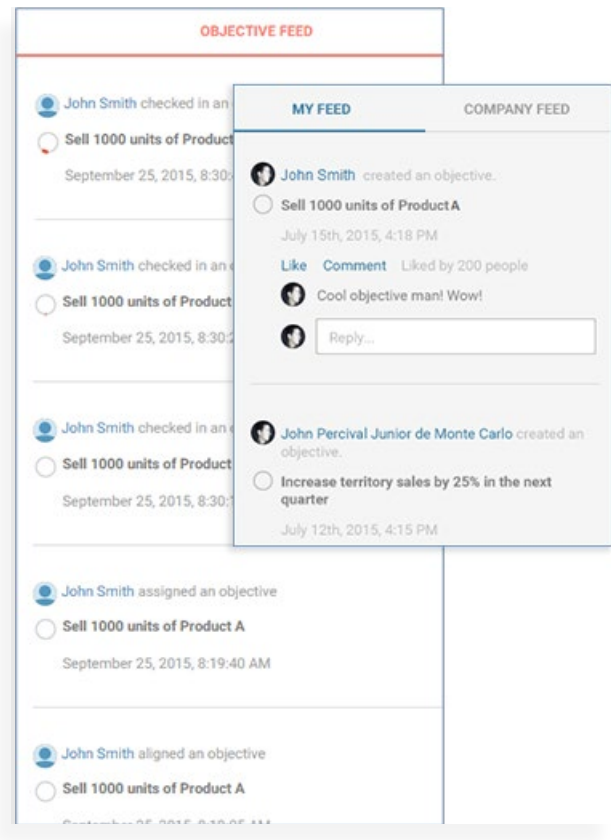 OBJECTIVE FEED
John Smith checked in an
Sell 1000 units of Product
September 25, 2015, 8:30:
John Smith checked in an
Sell 1000 units of Product
September 25, 2015, 8:30:2
John Smith checked in an
Sell 1000 units of Product
September 25, 2015, 8:30:1
John Smith assigned an objective
Sell 1000 units of Product A
September 25, 2015, 8:19:40 AM
John Smith aligned an objective
Sell 1000 units of Product A
MY FEED COMPANY FEED
John Smith created an objective.
Sell 1000 units of Product A
July 15th, 2015, 4:18 PM
Like Comment Liked by 200 people
Cool objective man! Wow!
Reply...
John Percival Junior de Monte Carlo created an
objective.
Increase territory sales by 25% in the next
quarter
July 12th, 2015, 4:15 PM